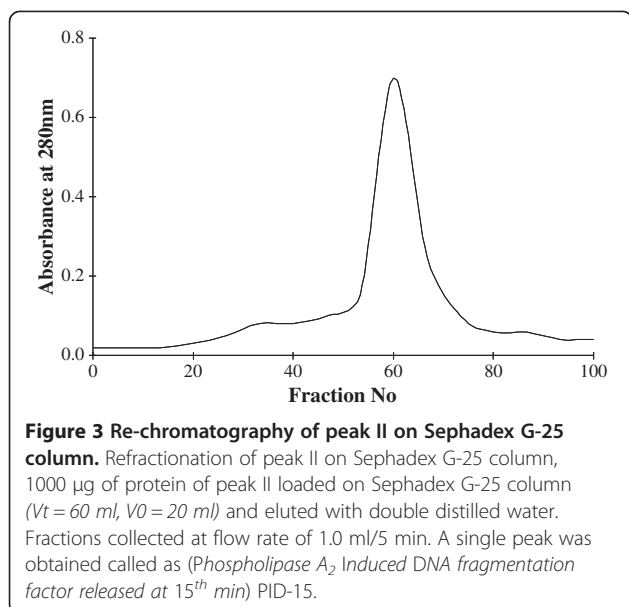 0.8
0.6
0.4
0.2
0.0
Absorbance at 280nm
0 20 40 60 80 100
Fraction No
Figure 3 Re-chromatography of peak II on Sephadex G-25
column. Refractionation of peak II on Sephadex G-25 column,
1000 μg of protein of peak II loaded on Sephadex G-25 column
(Vt = 60 ml, V0 = 20 ml) and eluted with double distilled water.
Fractions collected at flow rate of 1.0 ml/5 min. A single peak was
obtained called as (Phospholipase A₂ Induced DNA fragmentation
factor released at 15ᵗʰ min) PID-15.